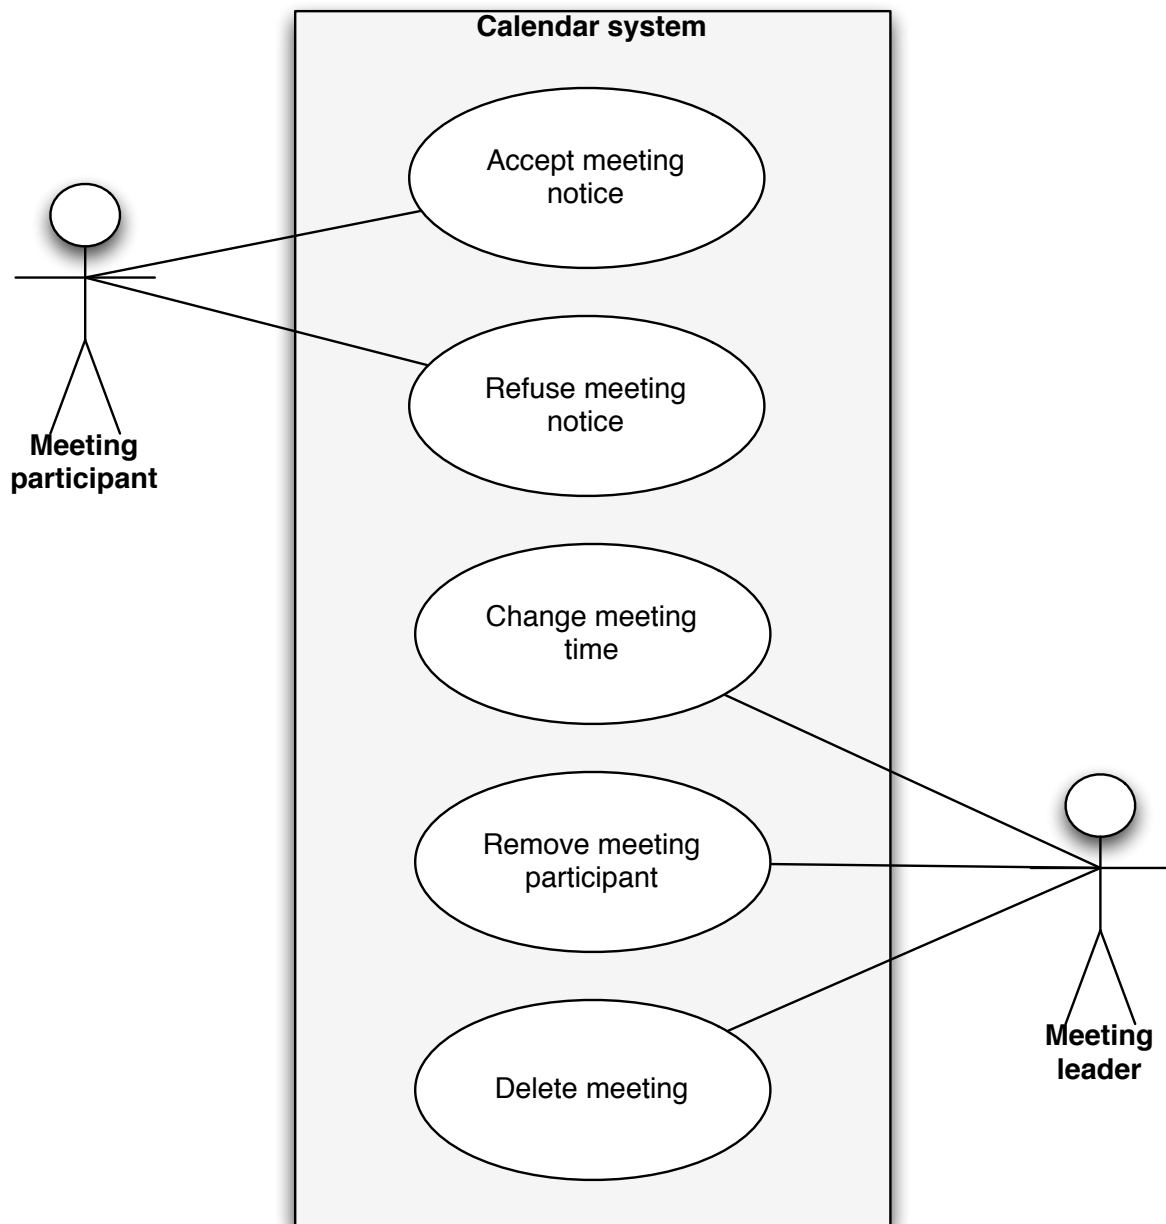 Calendar system
Accept meeting
notice
Refuse meeting
notice
Meeting
participant
Change meeting
time
Remove meeting
participant
Meeting
leader
Delete meeting